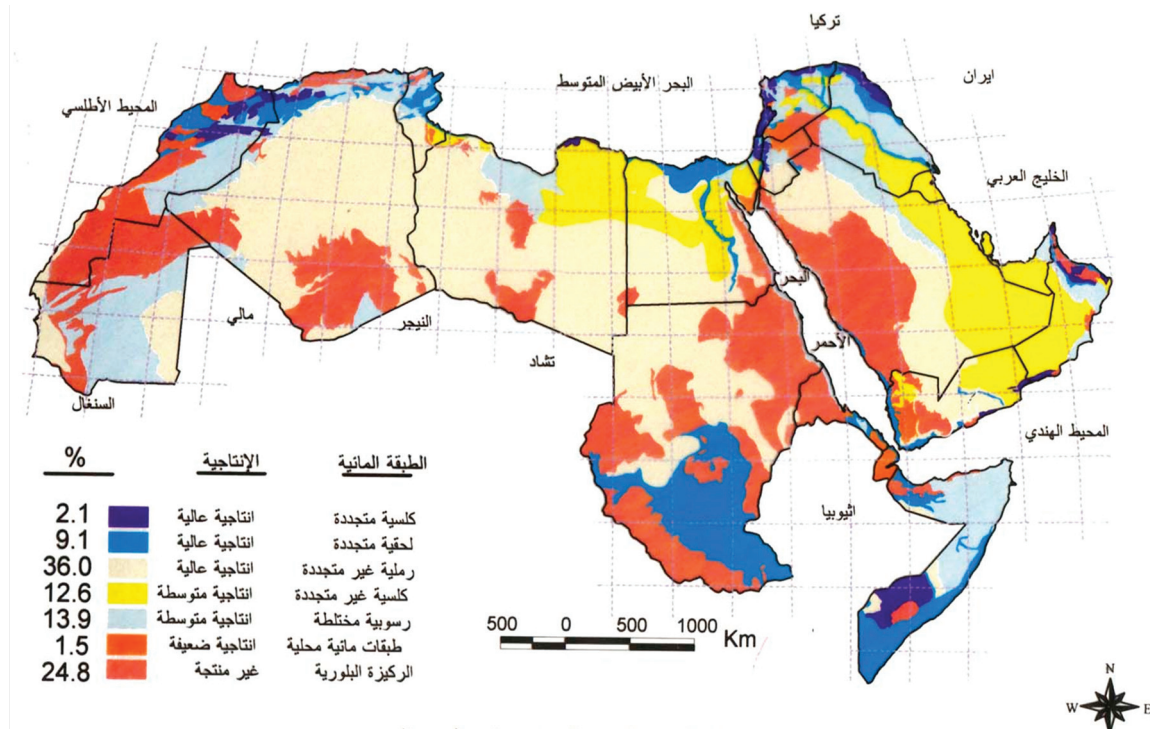 تركيا
ايران
البحر الأبيض المتوسط
المحيط الأطلسي
الخليج العربي
البحر
الأحمر
مالي
النيجر
تشاد
السنغال
المحيط الهندي
اثيوبيا
الطبقة المائية الإنتاجية %
كلسية متجددة انتاجية عالية 2.1
لحقية متجددة انتاجية عالية 9.1
رملية غير متجددة انتاجية عالية 36.0
كلسية غير متجددة انتاجية متوسطة 12.6
رسوبية مختلطة انتاجية متوسطة 13.9
طبقات مائية محلية انتاجية ضعيفة 1.5
الركيزة البلورية غير منتجة 24.8
500 0 500 1000 Km
N
W E
S